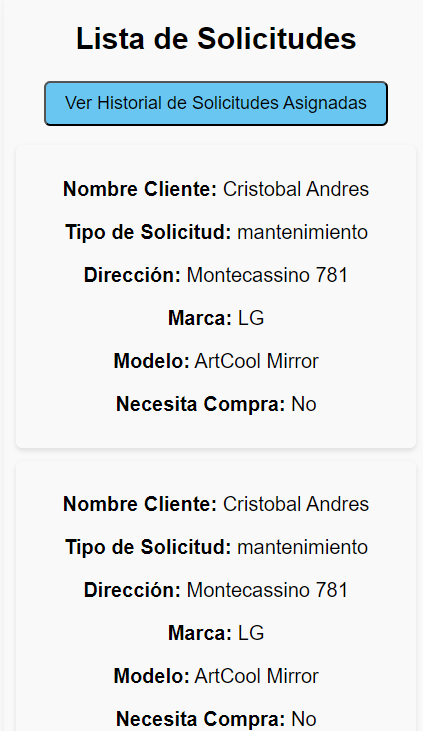 Lista de Solicitudes
Ver Historial de Solicitudes Asignadas
Nombre Cliente: Cristobal Andres
Tipo de Solicitud: mantenimiento
Dirección: Montecassino 781
Marca: LG
Modelo: ArtCool Mirror
Necesita Compra: No
Nombre Cliente: Cristobal Andres
Tipo de Solicitud: mantenimiento
Dirección: Montecassino 781
Marca: LG
Modelo: ArtCool Mirror
Necesita Compra: No